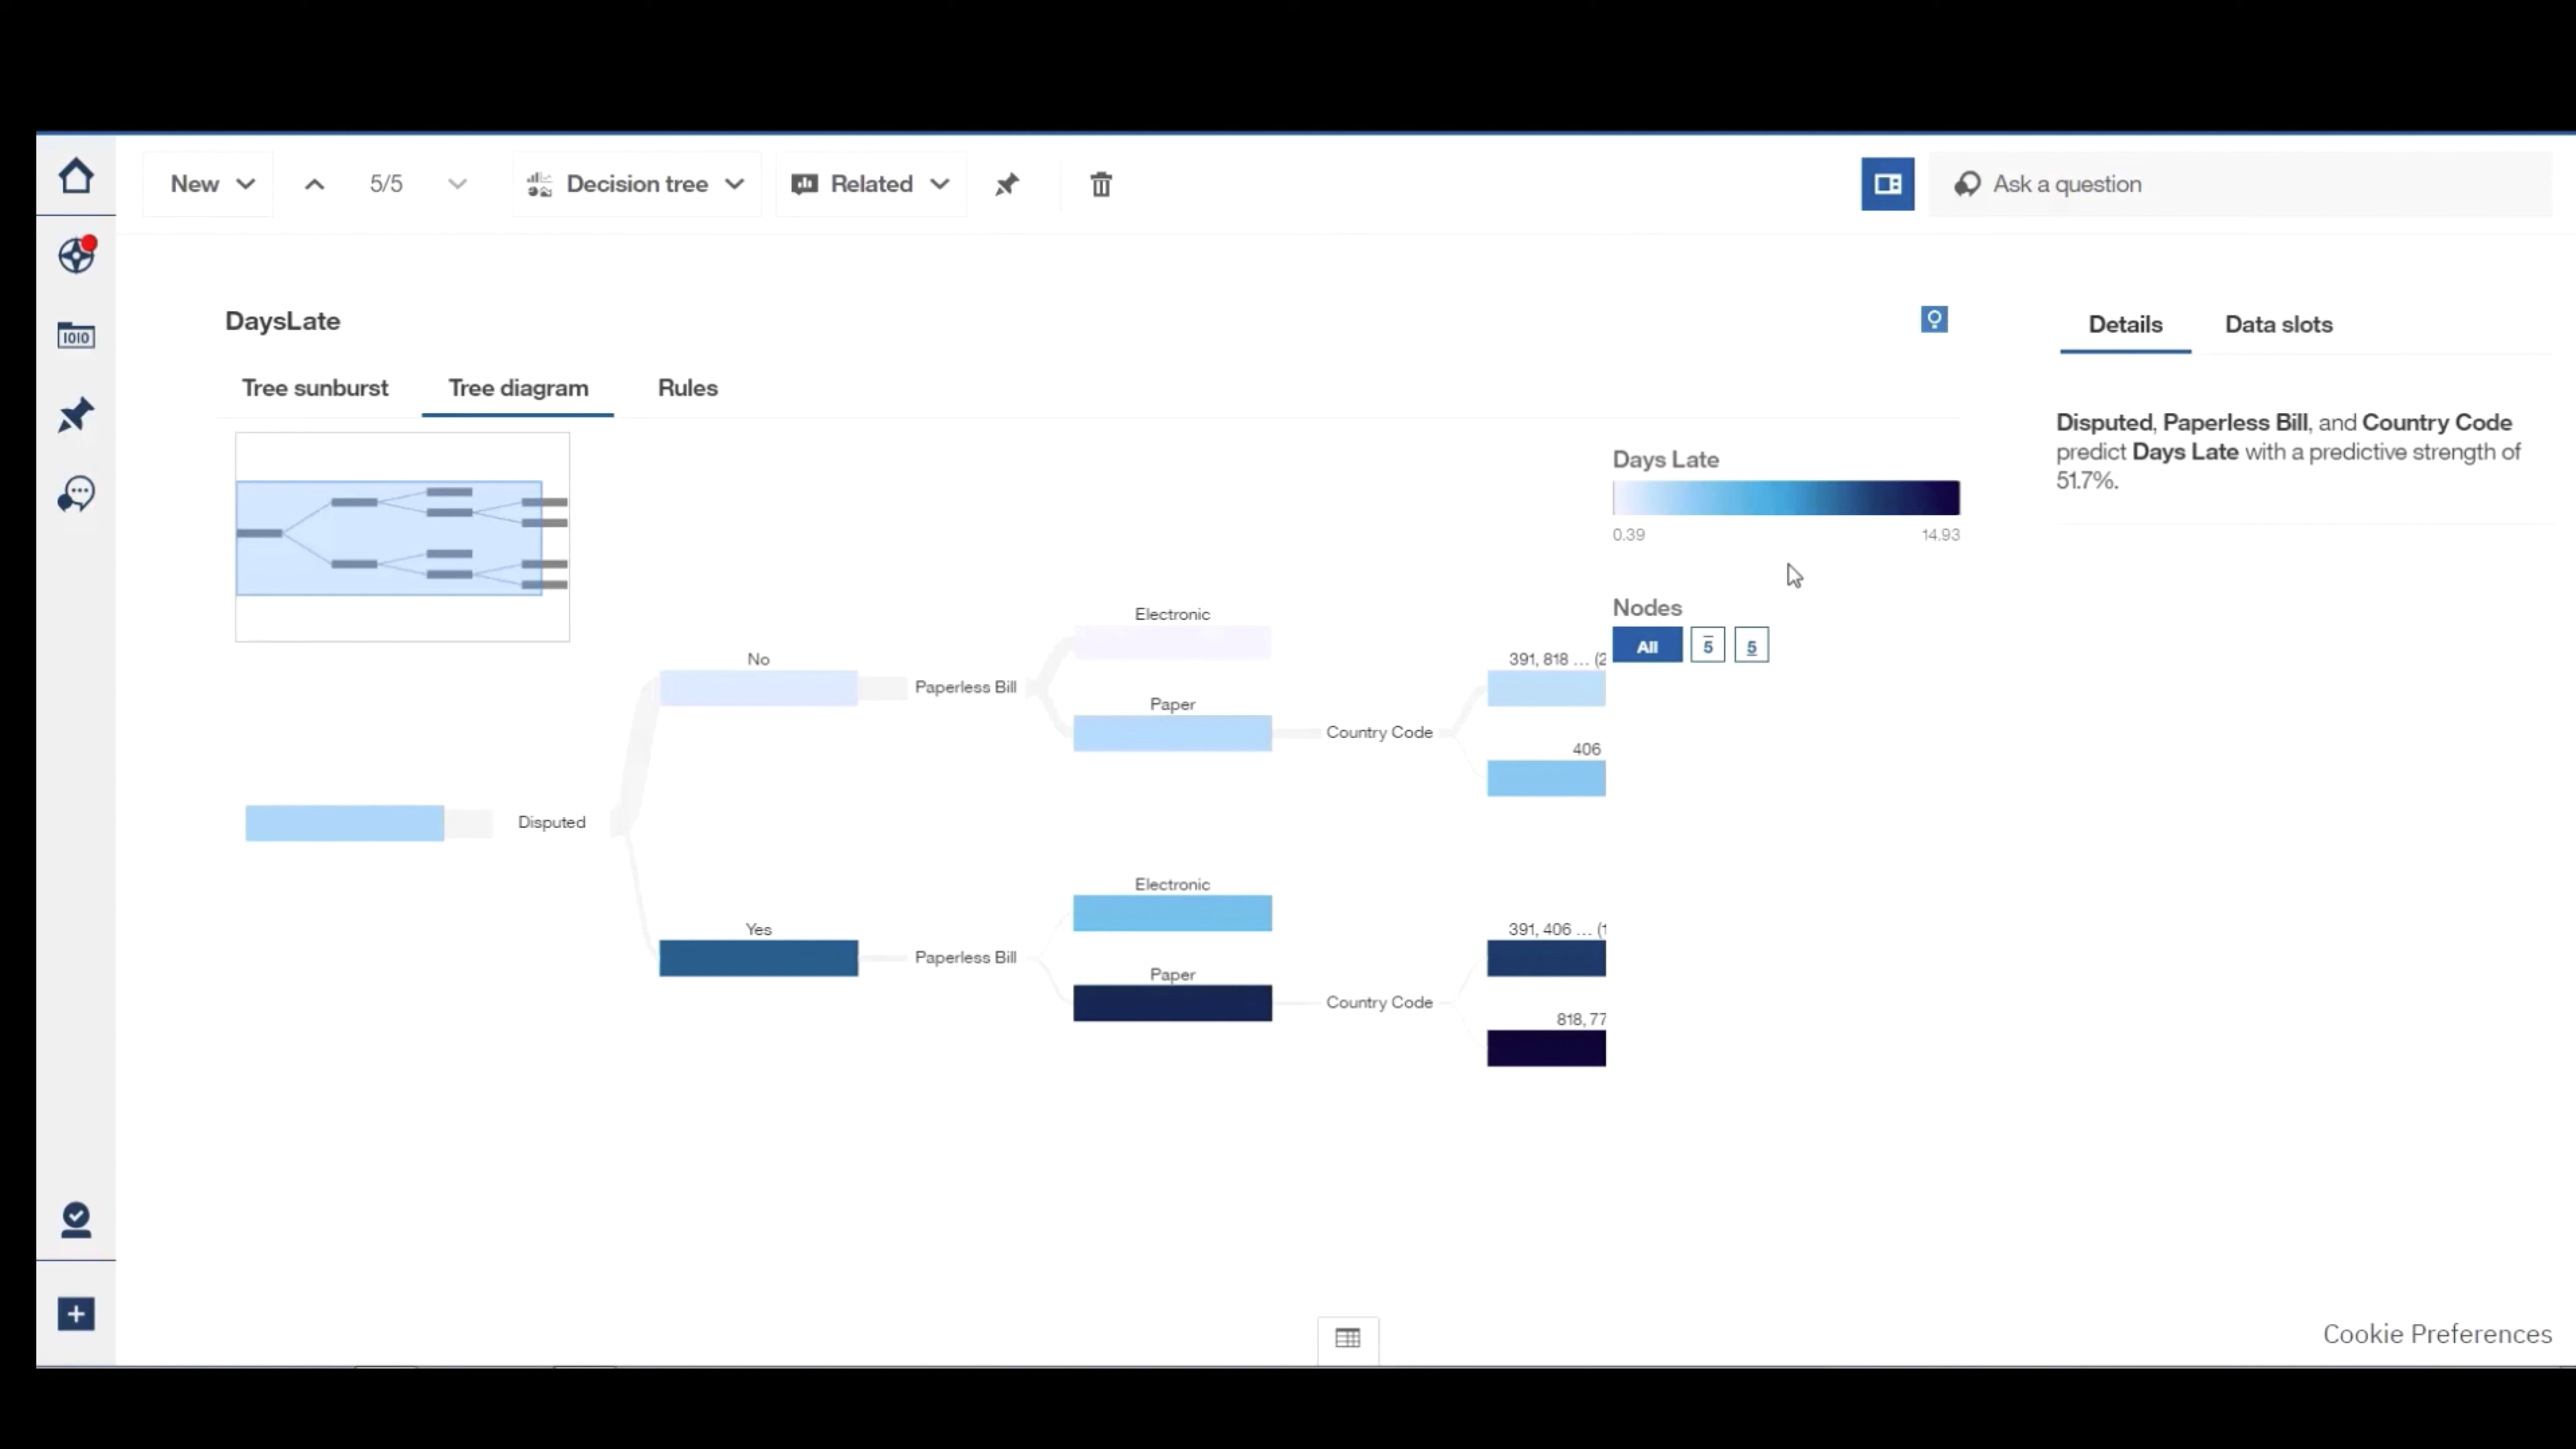 New
5/5
Decision tree
Related
Ask a question
DaysLate
Details
Data slots
Tree sunburst
Tree diagram
Rules
Disputed, Paperless Bill, and Country Code
predict Days Late with a predictive strength of
51.7%.
Days Late
0.39
14.93
Nodes
All
5
5
Electronic
No
391, 818 ... (2
Paperless Bill
Paper
Country Code
406
Disputed
Electronic
Yes
391, 406 ... (1
Paperless Bill
Paper
Country Code
818, 77
1010
Cookie Preferences